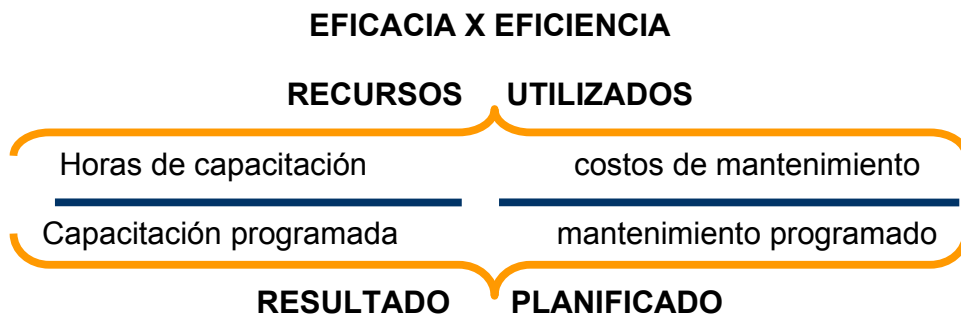 EFICACIA X EFICIENCIA
RECURSOS UTILIZADOS
Horas de capacitación costos de mantenimiento
Capacitación programada mantenimiento programado
RESULTADO PLANIFICADO